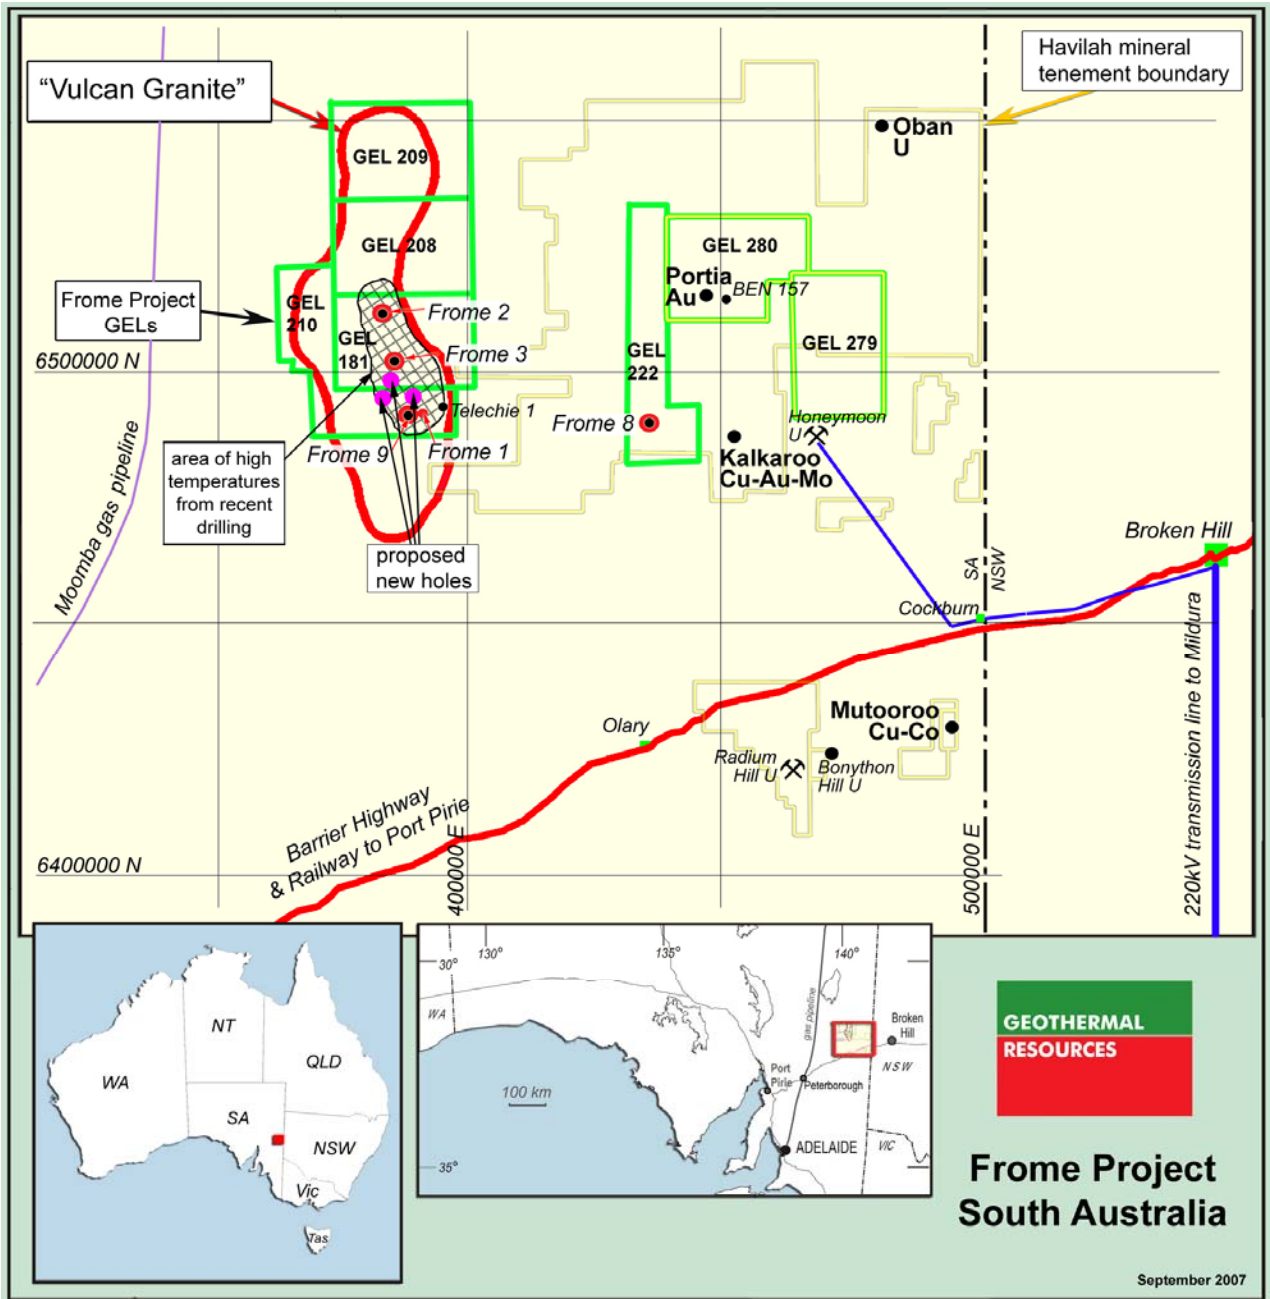 Havilah mineral
tenement boundary
“Vulcan Granite”
Oban
U
GEL 209
GEL 208
GEL 280
Portia
Au
BEN 157
Frome Project
GELs
GEL
210
Frome 2
GEL
181
Frome 3
GEL 279
GEL
222
6500000 N
Telechie 1
Honeymoon
U
Frome 8
Frome 9
Frome 1
Kalkaroo
Cu-Au-Mo
area of high
temperatures
from recent
drilling
Moomba gas pipeline
proposed
new holes
Broken Hill
SA
NSW
Cockburn
220kV transmission line to Mildura
Mutooroo
Cu-Co
Olary
Radium
Hill U
Bonython
Hill U
Barrier Highway
& Railway to Port Pirie
400000 E
500000 E
6400000 N
NT
WA
QLD
SA
NSW
Vic
Tas
130°
135°
140°
30°
WA
gas pipeline
Broken
Hill
NSW
Port
Pirie
Peterborough
100 km
ADELAIDE
VIC
35°
GEOTHERMAL
RESOURCES
Frome Project
South Australia
September 2007